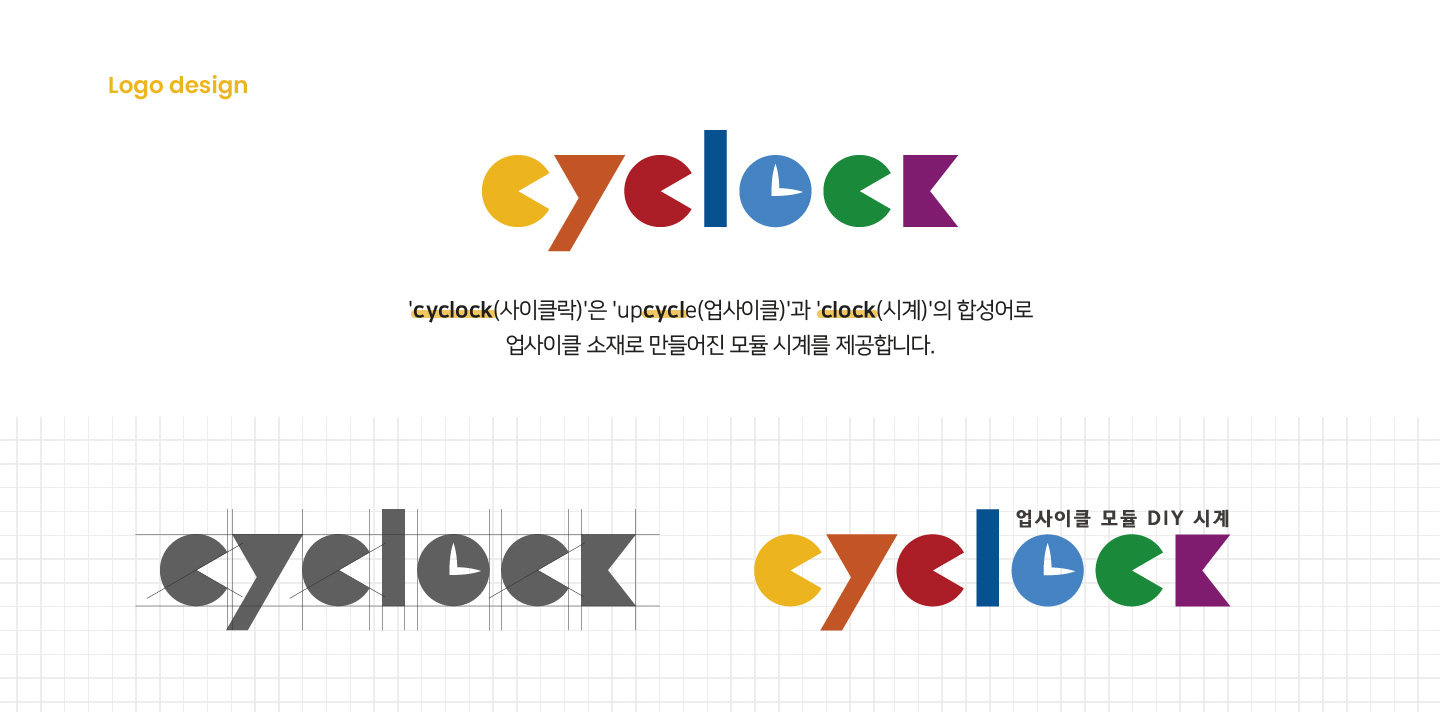 Logo design
cyclock
'cyclock(사이클락)'은 'upcycle(업사이클)'과 'clock(시계)'의 합성어로
업사이클 소재로 만들어진 모듈 시계를 제공합니다.
cyclock
업사이클 모듈 DIY 시계
cyclock